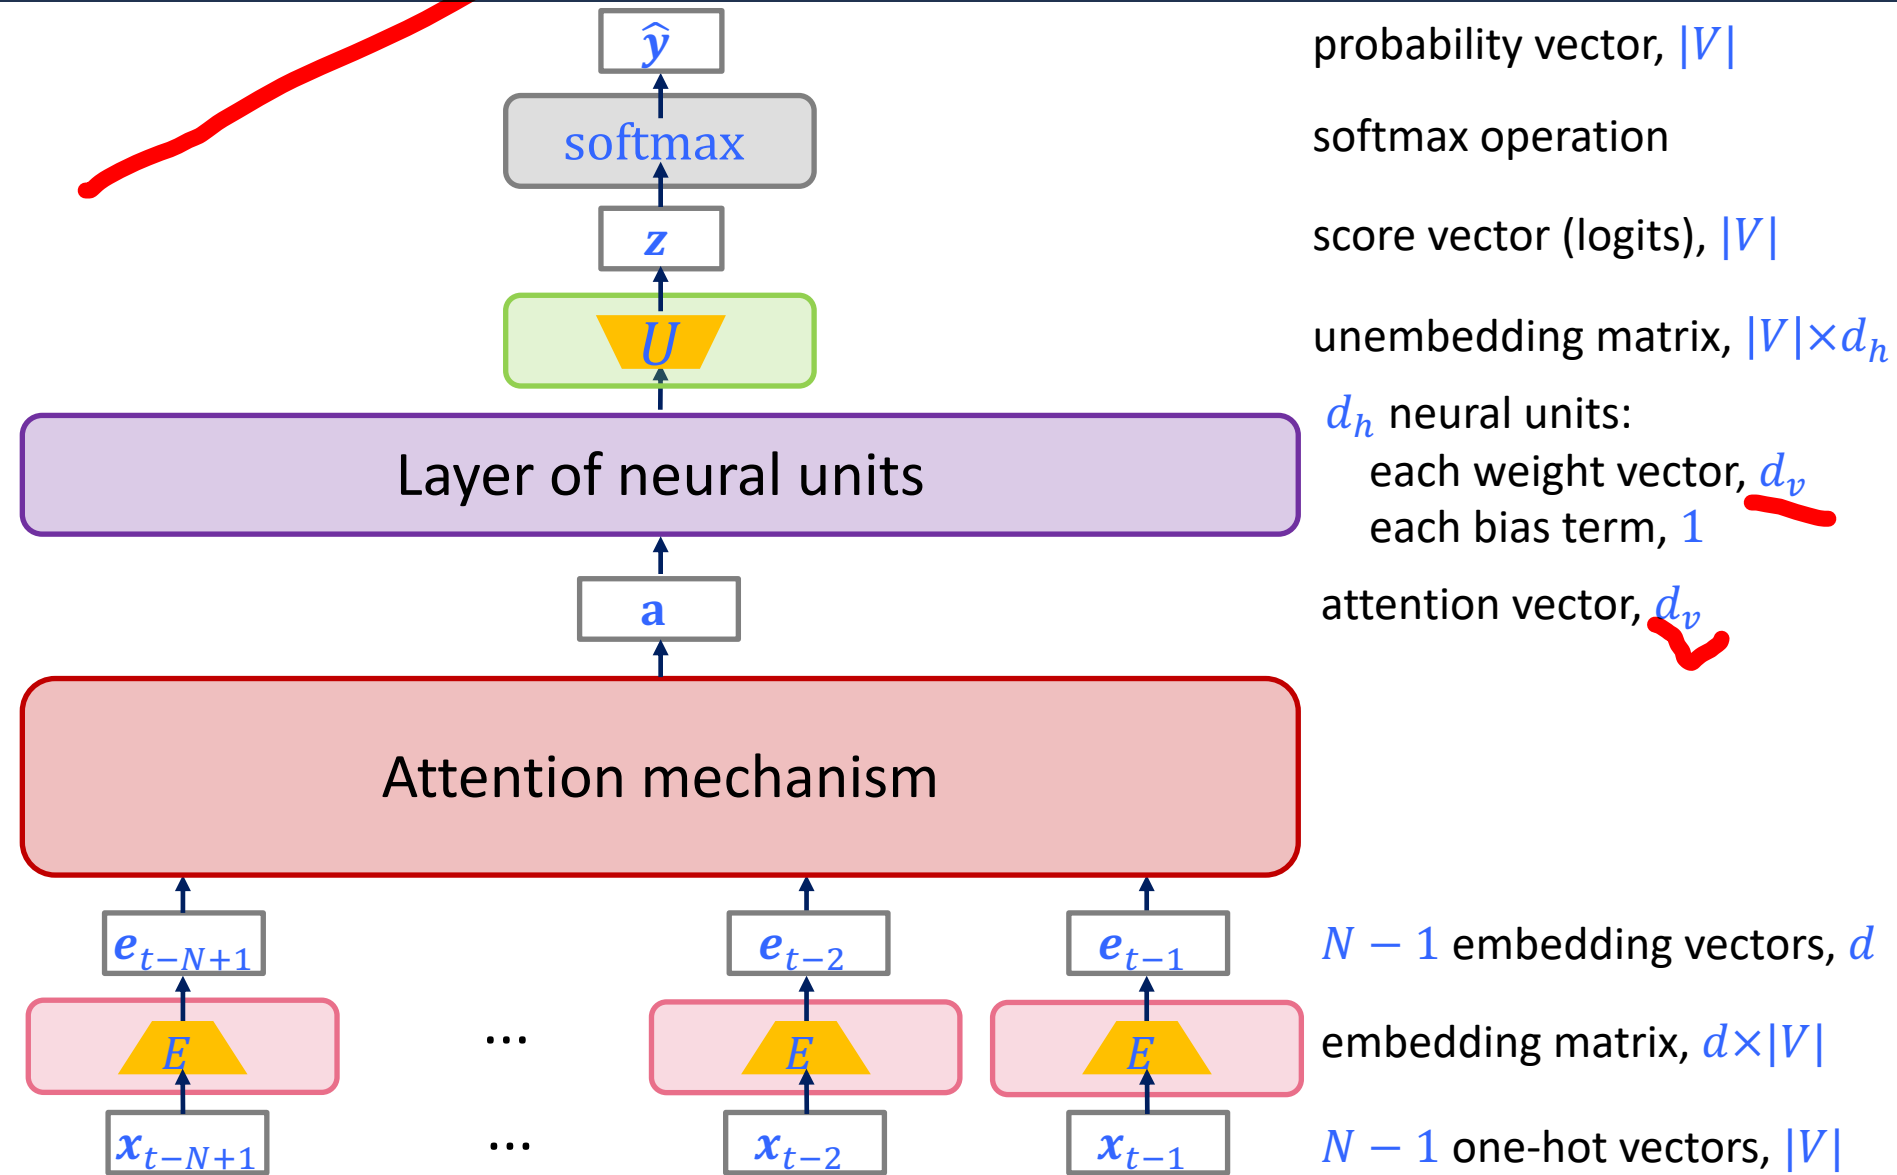 ŷ
probability vector, |V|
softmax
softmax operation
z
score vector (logits), |V|
U
unembedding matrix, |V|×d_h
Layer of neural units
d_h neural units:
each weight vector, d_v
each bias term, 1
a
attention vector, d_v
Attention mechanism
e_{t−N+1} e_{t−2} e_{t−1}
N − 1 embedding vectors, d
E ... E E
embedding matrix, d×|V|
x_{t−N+1} ... x_{t−2} x_{t−1}
N − 1 one-hot vectors, |V|